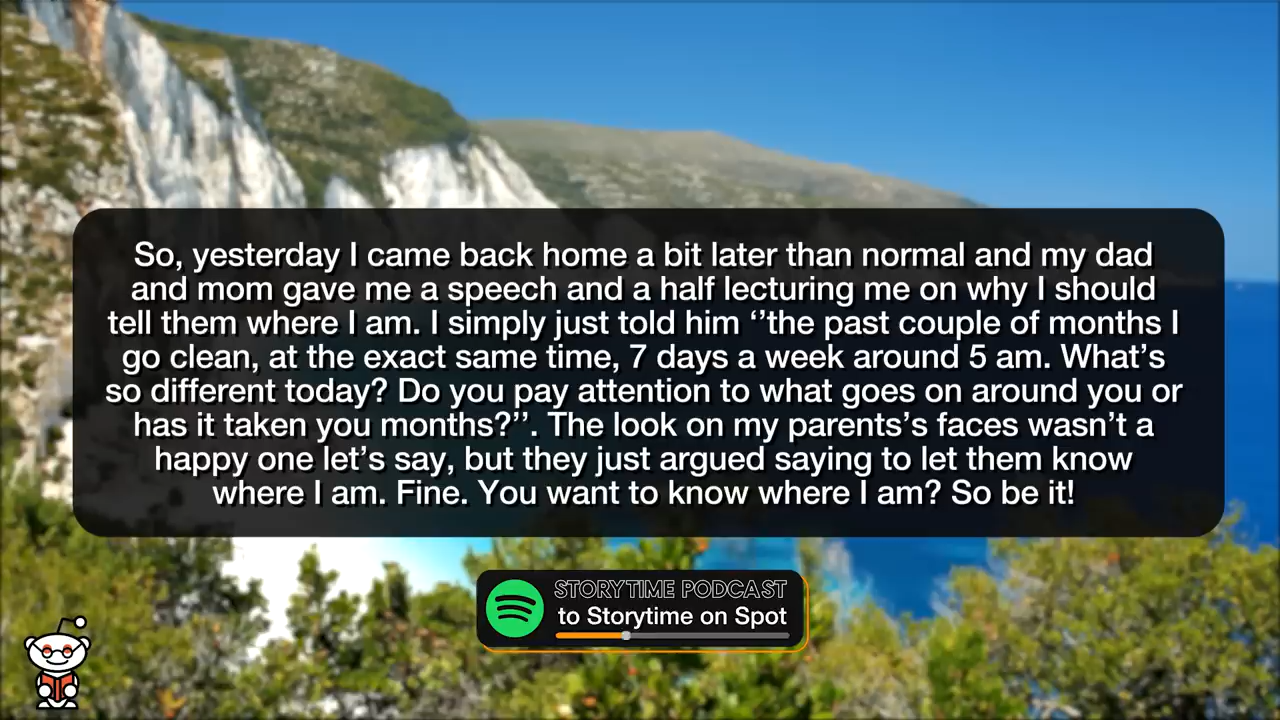 So, yesterday I came back home a bit later than normal and my dad
and mom gave me a speech and a half lecturing me on why I should
tell them where I am. I simply just told him ‘’the past couple of months I
go clean, at the exact same time, 7 days a week around 5 am. What’s
so different today? Do you pay attention to what goes on around you or
has it taken you months?’’. The look on my parents’s faces wasn’t a
happy one let’s say, but they just argued saying to let them know
where I am. Fine. You want to know where I am? So be it!
STORYTIME PODCAST
to Storytime on Spot